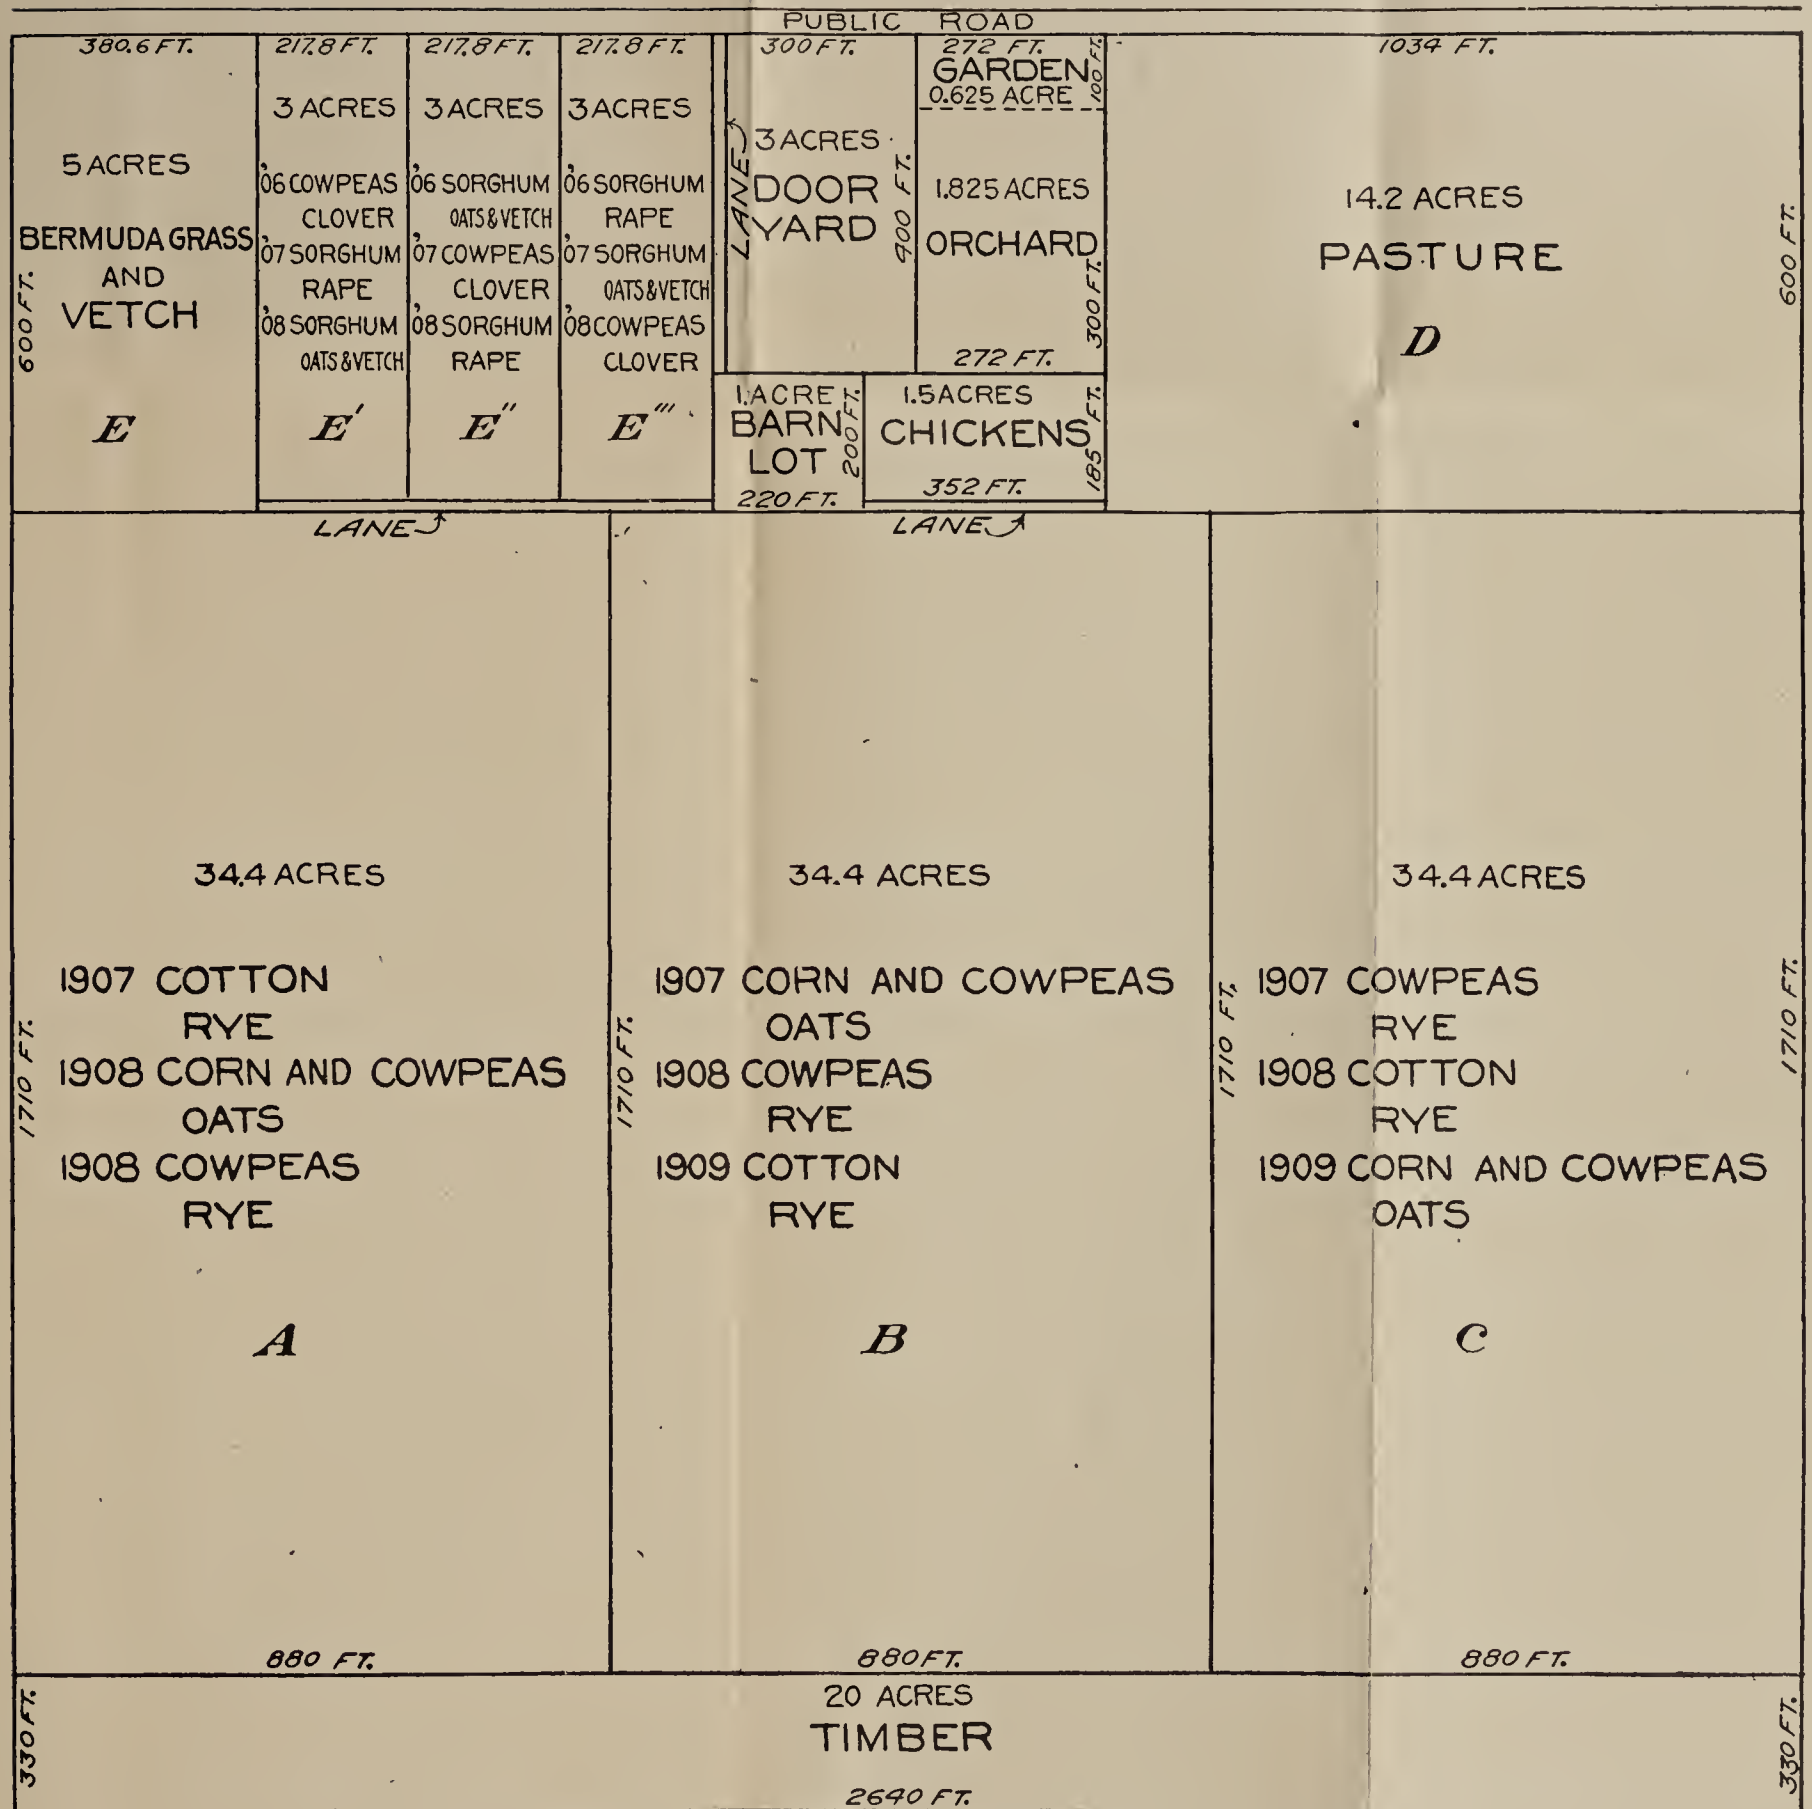 PUBLIC ROAD
380.6 FT.
5 ACRES
BERMUDA GRASS
AND
VETCH
600 FT.
E
217.8 FT.
3 ACRES
'06 COWPEAS
CLOVER
'07 SORGHUM
RAPE
'08 SORGHUM
OATS & VETCH
E'
217.8 FT.
3 ACRES
'06 SORGHUM
OATS & VETCH
'07 COWPEAS
CLOVER
'08 SORGHUM
RAPE
E''
217.8 FT.
3 ACRES
'06 SORGHUM
RAPE
'07 SORGHUM
OATS & VETCH
'08 COWPEAS
CLOVER
E'''
LANE
300 FT.
3 ACRES
DOOR
YARD
400 FT.
272 FT.
GARDEN
0.625 ACRE
100 FT.
1.825 ACRES
ORCHARD
300 FT.
272 FT.
1. ACRE
BARN
LOT
200 FT.
220 FT.
1.5 ACRES
CHICKENS
185 FT.
352 FT.
1034 FT.
14.2 ACRES
PASTURE
600 FT.
D
LANE
LANE
34.4 ACRES
1907 COTTON
RYE
1908 CORN AND COWPEAS
OATS
1908 COWPEAS
RYE
1710 FT.
A
880 FT.
34.4 ACRES
1907 CORN AND COWPEAS
OATS
1908 COWPEAS
RYE
1909 COTTON
RYE
1710 FT.
B
880 FT.
34.4 ACRES
1907 COWPEAS
RYE
1908 COTTON
RYE
1909 CORN AND COWPEAS
OATS
1710 FT.
1710 FT.
C
880 FT.
330 FT.
20 ACRES
TIMBER
2640 FT.
330 FT.